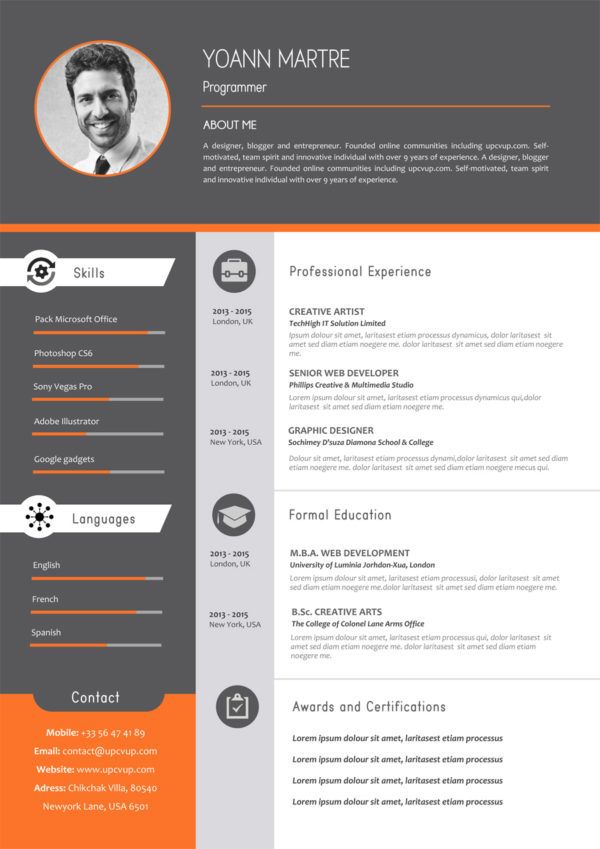 YOANN MARTRE
Programmer
ABOUT ME
A designer, blogger and entrepreneur. Founded online communities including upcvup.com. Self-
motivated, team spirit and innovative individual with over 9 years of experience. A designer, blogger
and entrepreneur. Founded online communities including upcvup.com. Self-motivated, team spirit
and innovative individual with over 9 years of experience.
Skills
Pack Microsoft Office
Photoshop CS6
Sony Vegas Pro
Adobe Illustrator
Google gadgets
Languages
English
French
Spanish
Contact
Mobile: +33 56 47 41 89
Email: contact@upcvup.com
Website: www.upcvup.com
Adress: Chikchak Villa, 80540
Newyork Lane, USA 6501
Professional Experience
2013 - 2015
London, UK
CREATIVE ARTIST
TechHigh IT Solution Limited
Ipsum dolour sit amet, laritasest etiam processus dynamicus, dolor laritasest sit
amet sed diam etiam noegere me. dolor laritasest sit amet sed diam etiam noegere
me.
2013 - 2015
London, UK
SENIOR WEB DEVELOPER
Phillips Creative & Multimedia Studio
Lorem ipsum dolour sit amet, laritasest etiam processus dynamicus qui,dolor
laritasest sit amet sed diam etiam noegere me.
2013 - 2015
New York, USA
GRAPHIC DESIGNER
Sochimey D'suza Diamona School & College
Dolour sit amet, laritasest etiam processus dynami,dolor laritasest sit amet sed diam
etiam noegere me. laritasest sit amet sed diam etiam noegere mecus qui.
Formal Education
2013 - 2015
London, UK
M.B.A. WEB DEVELOPMENT
University of Luminia Jorhdon-Xua, London
Lorem ipsum dolour sit amet, laritasest etiam processusi, dolor laritasest sit amet
sed diam etiam noegere me. dolor laritasest sit amet sed diam etiam noegere me.
2013 - 2015
New York, USA
B.Sc. CREATIVE ARTS
The College of Colonel Lane Arms Office
Lorem ipsum dolour sit amet, laritasest etiam processus dynamicus qui,dolor
laritasest sit amet sed diam etiam noegere me. laritasest sit amet sed diam etiam
noegere me.
Awards and Certifications
Lorem ipsum dolour sit amet, laritasest etiam processus
Lorem ipsum dolour sit amet, laritasest etiam processus
Lorem ipsum dolour sit amet, laritasest etiam processus
Lorem ipsum dolour sit amet, laritasest etiam processus